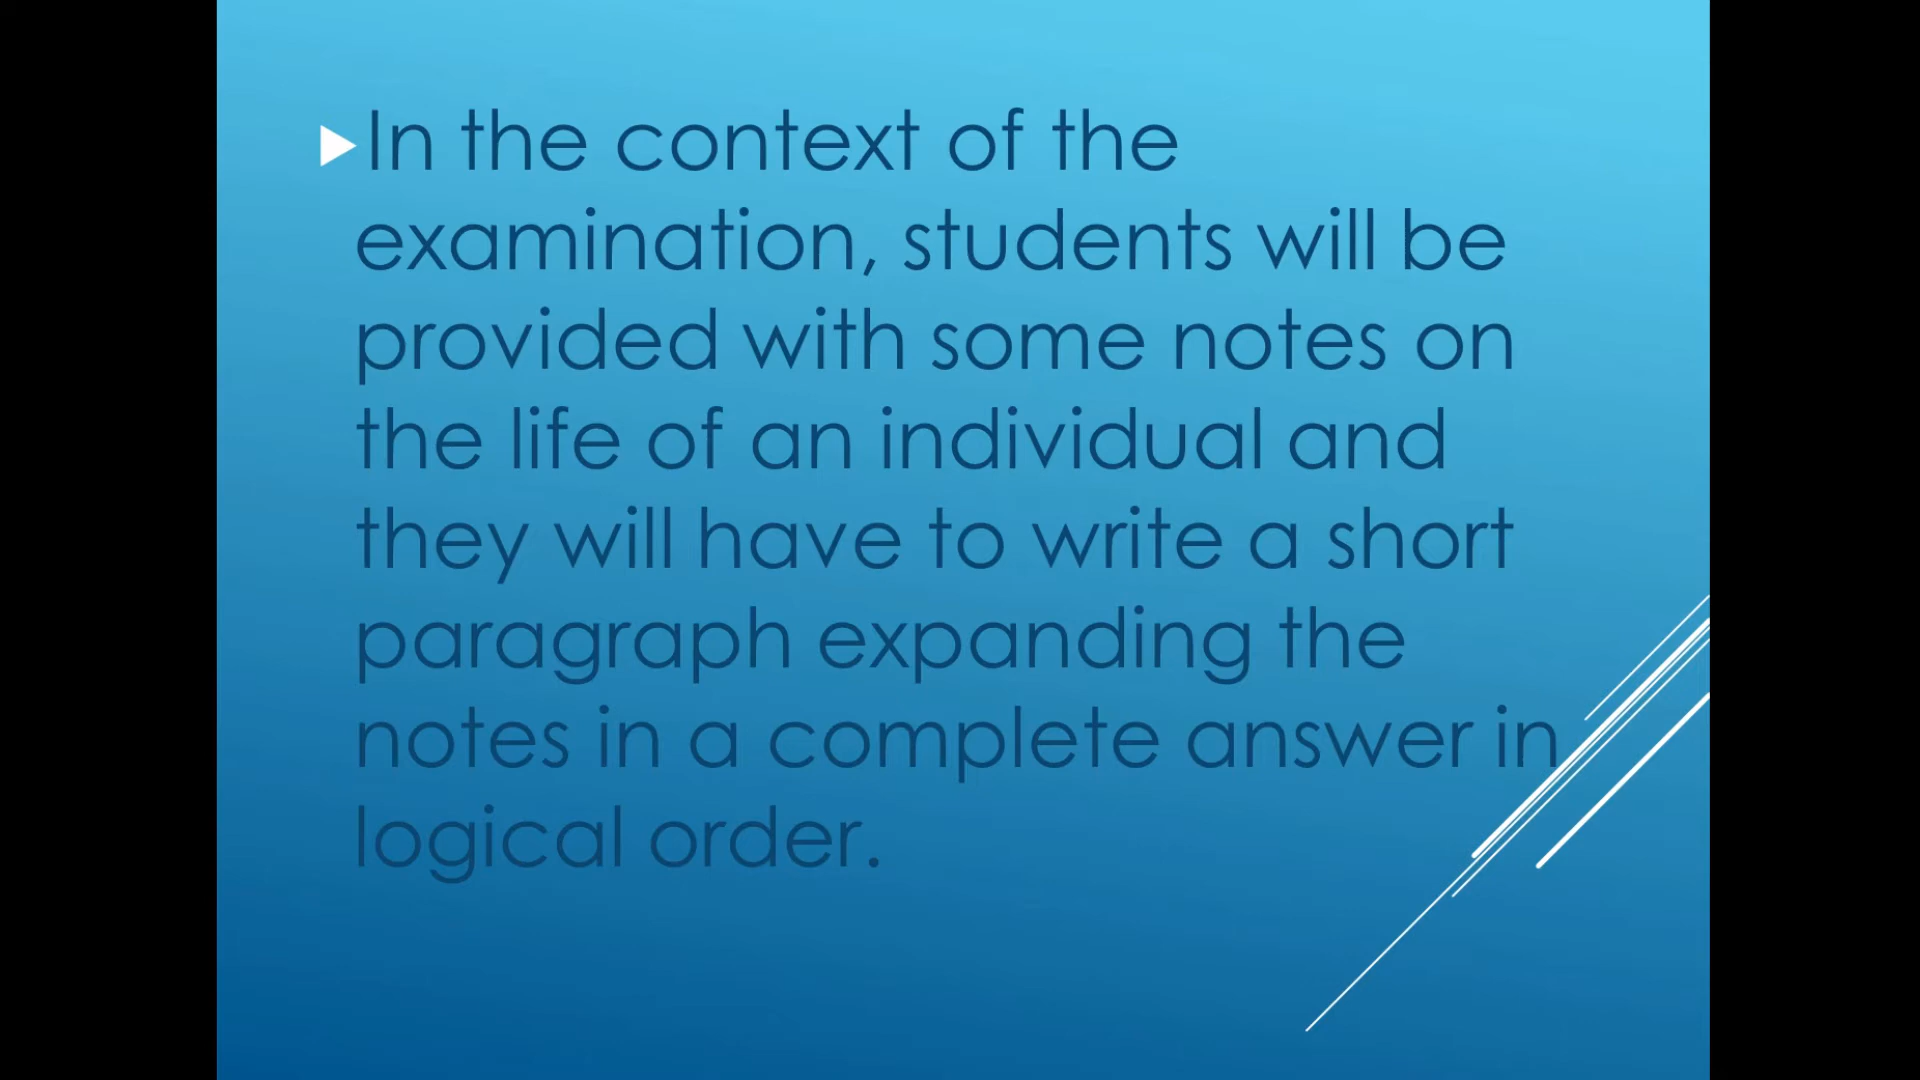 In the context of the
examination, students will be
provided with some notes on
the life of an individual and
they will have to write a short
paragraph expanding the
notes in a complete answer in
logical order.